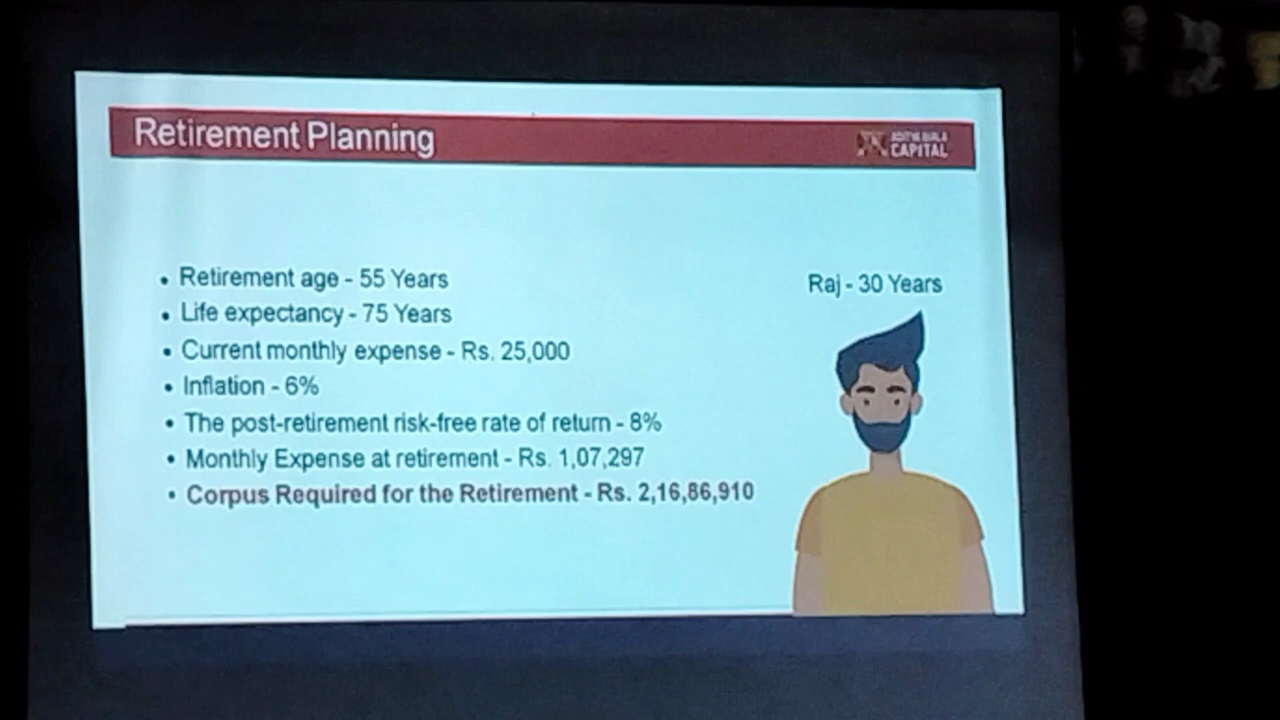 Retirement Planning
ADITYA BIRLA
CAPITAL
• Retirement age - 55 Years
• Life expectancy - 75 Years
• Current monthly expense - Rs. 25,000
• Inflation - 6%
• The post-retirement risk-free rate of return - 8%
• Monthly Expense at retirement - Rs. 1,07,297
• Corpus Required for the Retirement - Rs. 2,16,86,910
Raj - 30 Years